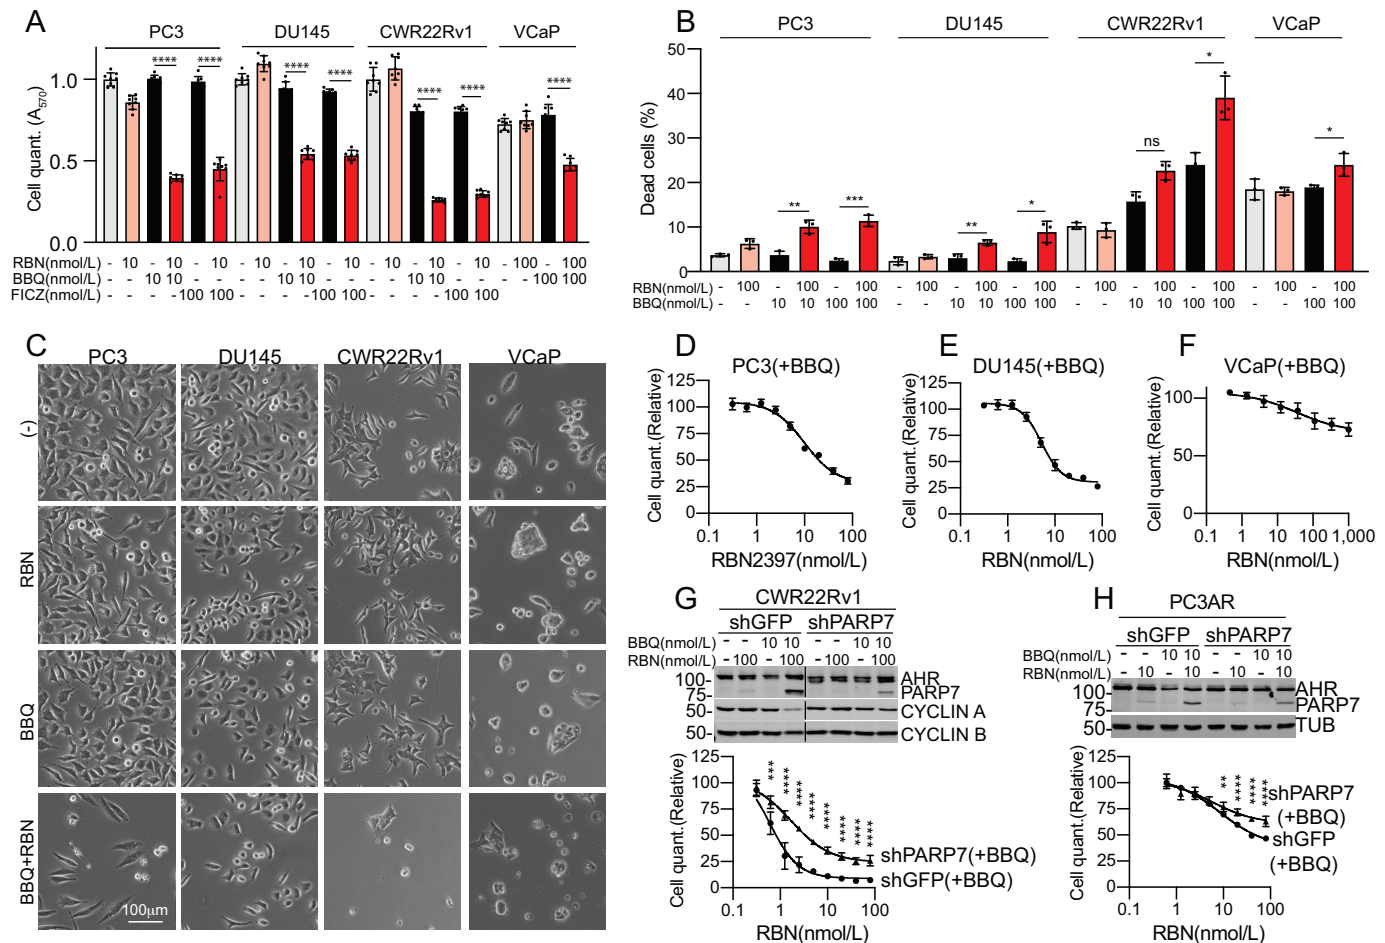 A
PC3 DU145 CWR22Rv1 VCaP
Cell quant. (A570)
1.0
0.5
0.0
**** **** **** **** **** **** ****
RBN(nmol/L) - 10 - 10 - 10 - 10 - 10 - 10 - 10 - 10 - 10 - 100 - 100
BBQ(nmol/L) - - 10 10 - - - - 10 10 - - - - 10 10 - - - - 100 100
FICZ(nmol/L) - - - - 100 100 - - - - 100 100 - - - - 100 100
B
PC3 DU145 CWR22Rv1 VCaP
Dead cells (%)
50
40
30
20
10
0
** *** ** * ns * *
RBN(nmol/L) - 100 - 100 - 100 - 100 - 100 - 100 - 100 - 100 - 100 - 100 - 100
BBQ(nmol/L) - - 10 10 100 100 - - 10 10 100 100 - - 10 10 100 100 - - 100 100
C
PC3 DU145 CWR22Rv1 VCaP
(-)
RBN
BBQ
BBQ+RBN
100μm
D
PC3(+BBQ)
Cell quant.(Relative)
125
100
75
50
25
0
0.1 1 10 100
RBN2397(nmol/L)
E
DU145(+BBQ)
Cell quant.(Relative)
125
100
75
50
25
0
0.1 1 10 100
RBN(nmol/L)
F
VCaP(+BBQ)
Cell quant.(Relative)
100
50
0
0.1 1 10 100 1,000
RBN(nmol/L)
G
CWR22Rv1
shGFP shPARP7
BBQ(nmol/L) - - 10 10 - - 10 10
RBN(nmol/L) - 100 - 100 - 100 - 100
100-
75-
AHR
PARP7
50-
CYCLIN A
50-
CYCLIN B
Cell quant.(Relative)
125
100
75
50
25
0
*** **** **** **** **** **** **** ****
shPARP7(+BBQ)
shGFP(+BBQ)
0.1 1 10 100
RBN(nmol/L)
H
PC3AR
shGFP shPARP7
BBQ(nmol/L) - - 10 10 - - 10 10
RBN(nmol/L) - 10 - 10 - 10 - 10
100-
75-
AHR
PARP7
50-
TUB
Cell quant.(Relative)
125
100
75
50
25
0
** **** **** ****
shPARP7
(+BBQ)
shGFP
(+BBQ)
0.1 1 10 100
RBN(nmol/L)